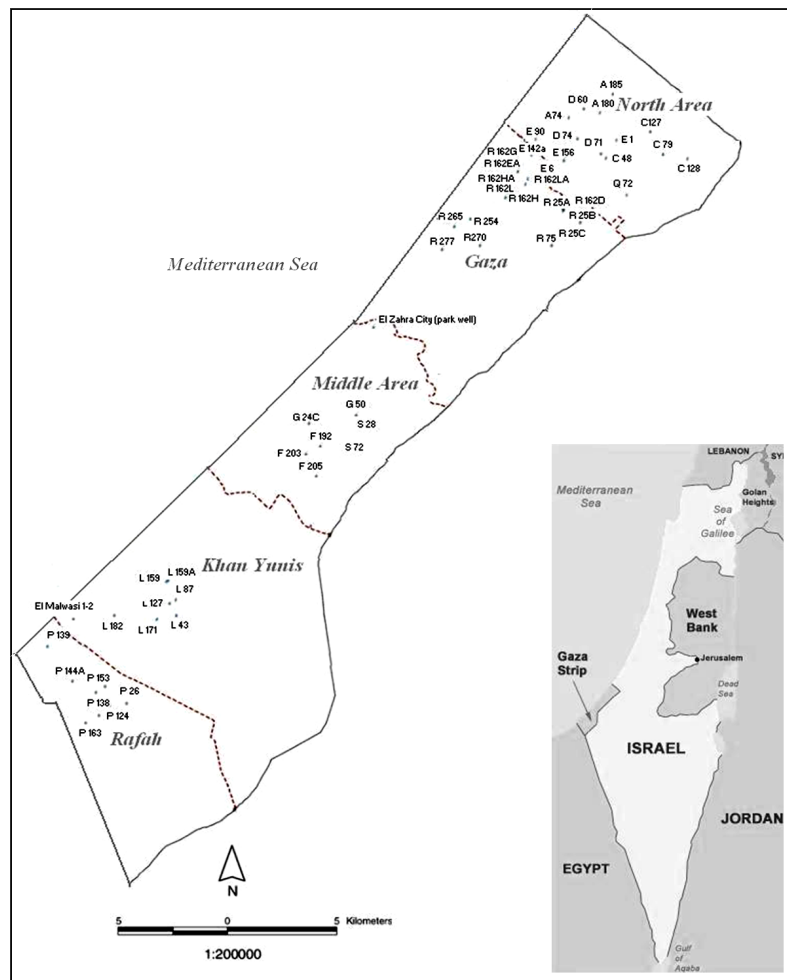 A 185
D 60
A 180
North Area
A74
C127
E 90
D 74
D 71
E 1
C 79
R 162G
E 142a
E 156
C 48
C 128
R 162EA
E 6
R 162HA
R 162LA
Q 72
R 162L
R 162H
R 25A
R 162D
R 265
R 254
R 25B
R 25C
R 277
R270
R 75
Gaza
Mediterranean Sea
El Zahra City (park well)
Middle Area
G 50
G 24C
S 28
F 192
S 72
F 203
F 205
Khan Yunis
L 159A
L 159
L 87
L 127
El Malwasi 1-2
L 182
L 171
L 43
P 139
P 144A
P 153
P 26
P 138
P 124
P 163
Rafah
N
5 0 5 Kilometers
1:200000
LEBANON
SY
Mediterranean
Sea
Golan
Heights
Sea
of
Galilee
West
Bank
Jerusalem
Gaza
Strip
Dead
Sea
ISRAEL
JORDAN
EGYPT
Gulf
of
Aqaba